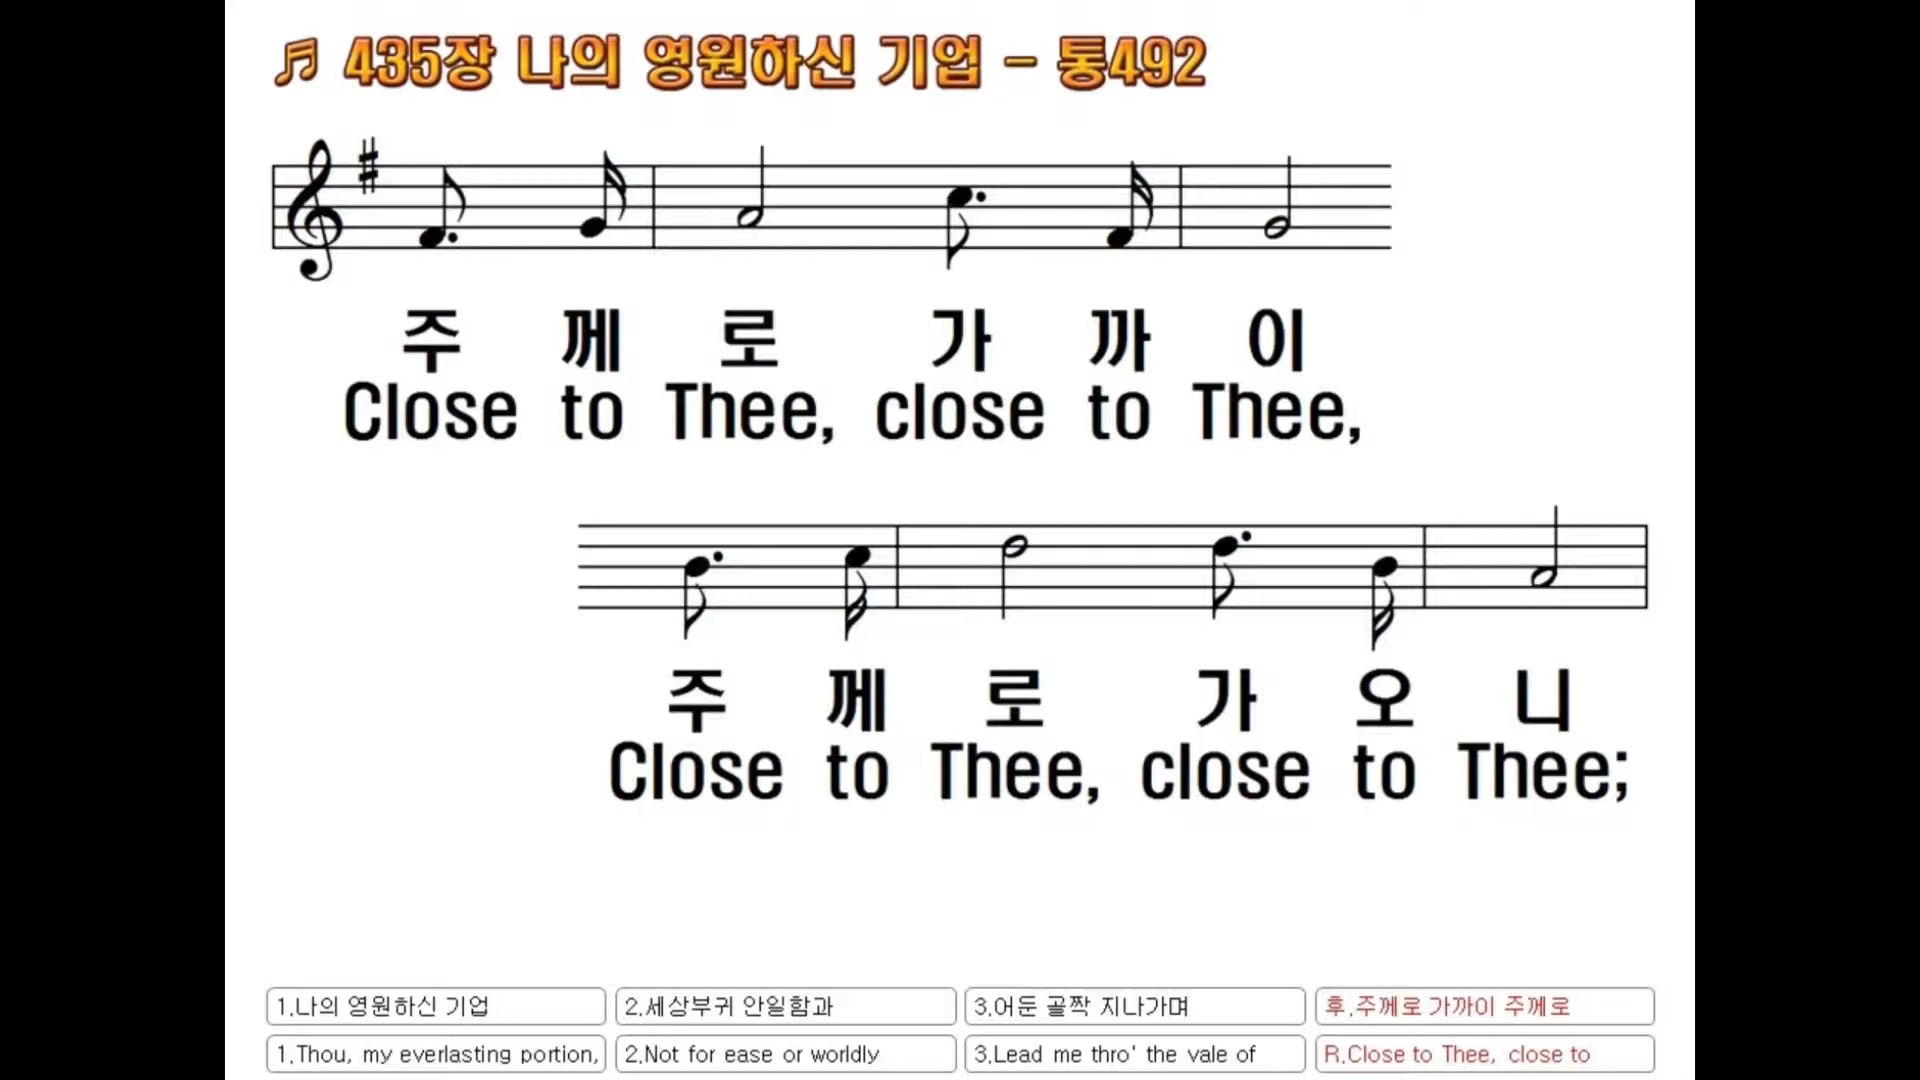 ♬ 435장 나의 영원하신 기업 - 통492
주 께 로 가 까 이
Close to Thee, close to Thee,
주 께 로 가 오 니
Close to Thee, close to Thee;
1.나의 영원하신 기업
2.세상부귀 안일함과
3.어둔 골짝 지나가며
후.주께로 가까이 주께로
1.Thou, my everlasting portion,
2.Not for ease or worldly
3.Lead me thro' the vale of
R.Close to Thee, close to